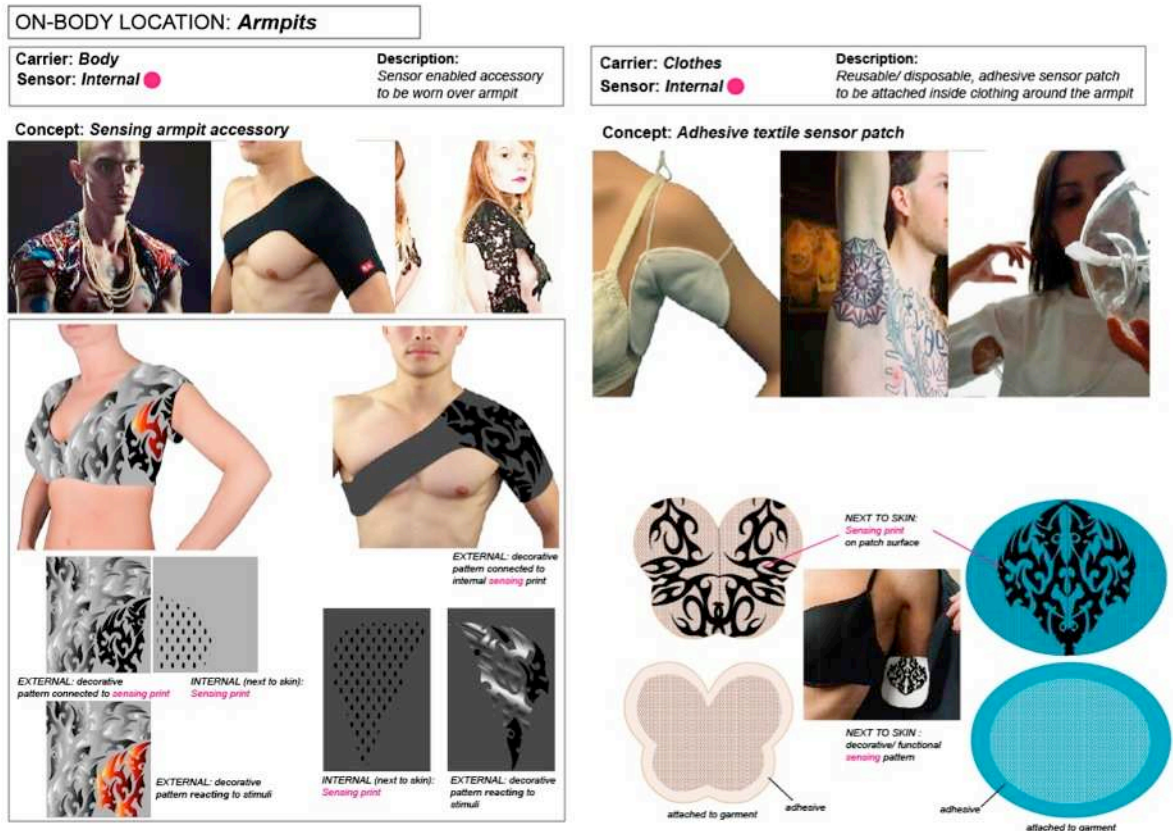 ON-BODY LOCATION: Armpits
Carrier: Body
Sensor: Internal
Description:
Sensor enabled accessory
to be worn over armpit
Concept: Sensing armpit accessory
EXTERNAL: decorative
pattern connected to
internal sensing print
EXTERNAL: decorative
pattern connected to sensing print
INTERNAL (next to skin):
Sensing print
EXTERNAL: decorative
pattern reacting to stimuli
INTERNAL (next to skin):
Sensing print
EXTERNAL: decorative
pattern reacting to
stimuli
Carrier: Clothes
Sensor: Internal
Description:
Reusable/ disposable, adhesive sensor patch
to be attached inside clothing around the armpit
Concept: Adhesive textile sensor patch
NEXT TO SKIN:
Sensing print
on patch surface
NEXT TO SKIN :
decorative/ functional
sensing pattern
adhesive
attached to garment
adhesive
attached to garment